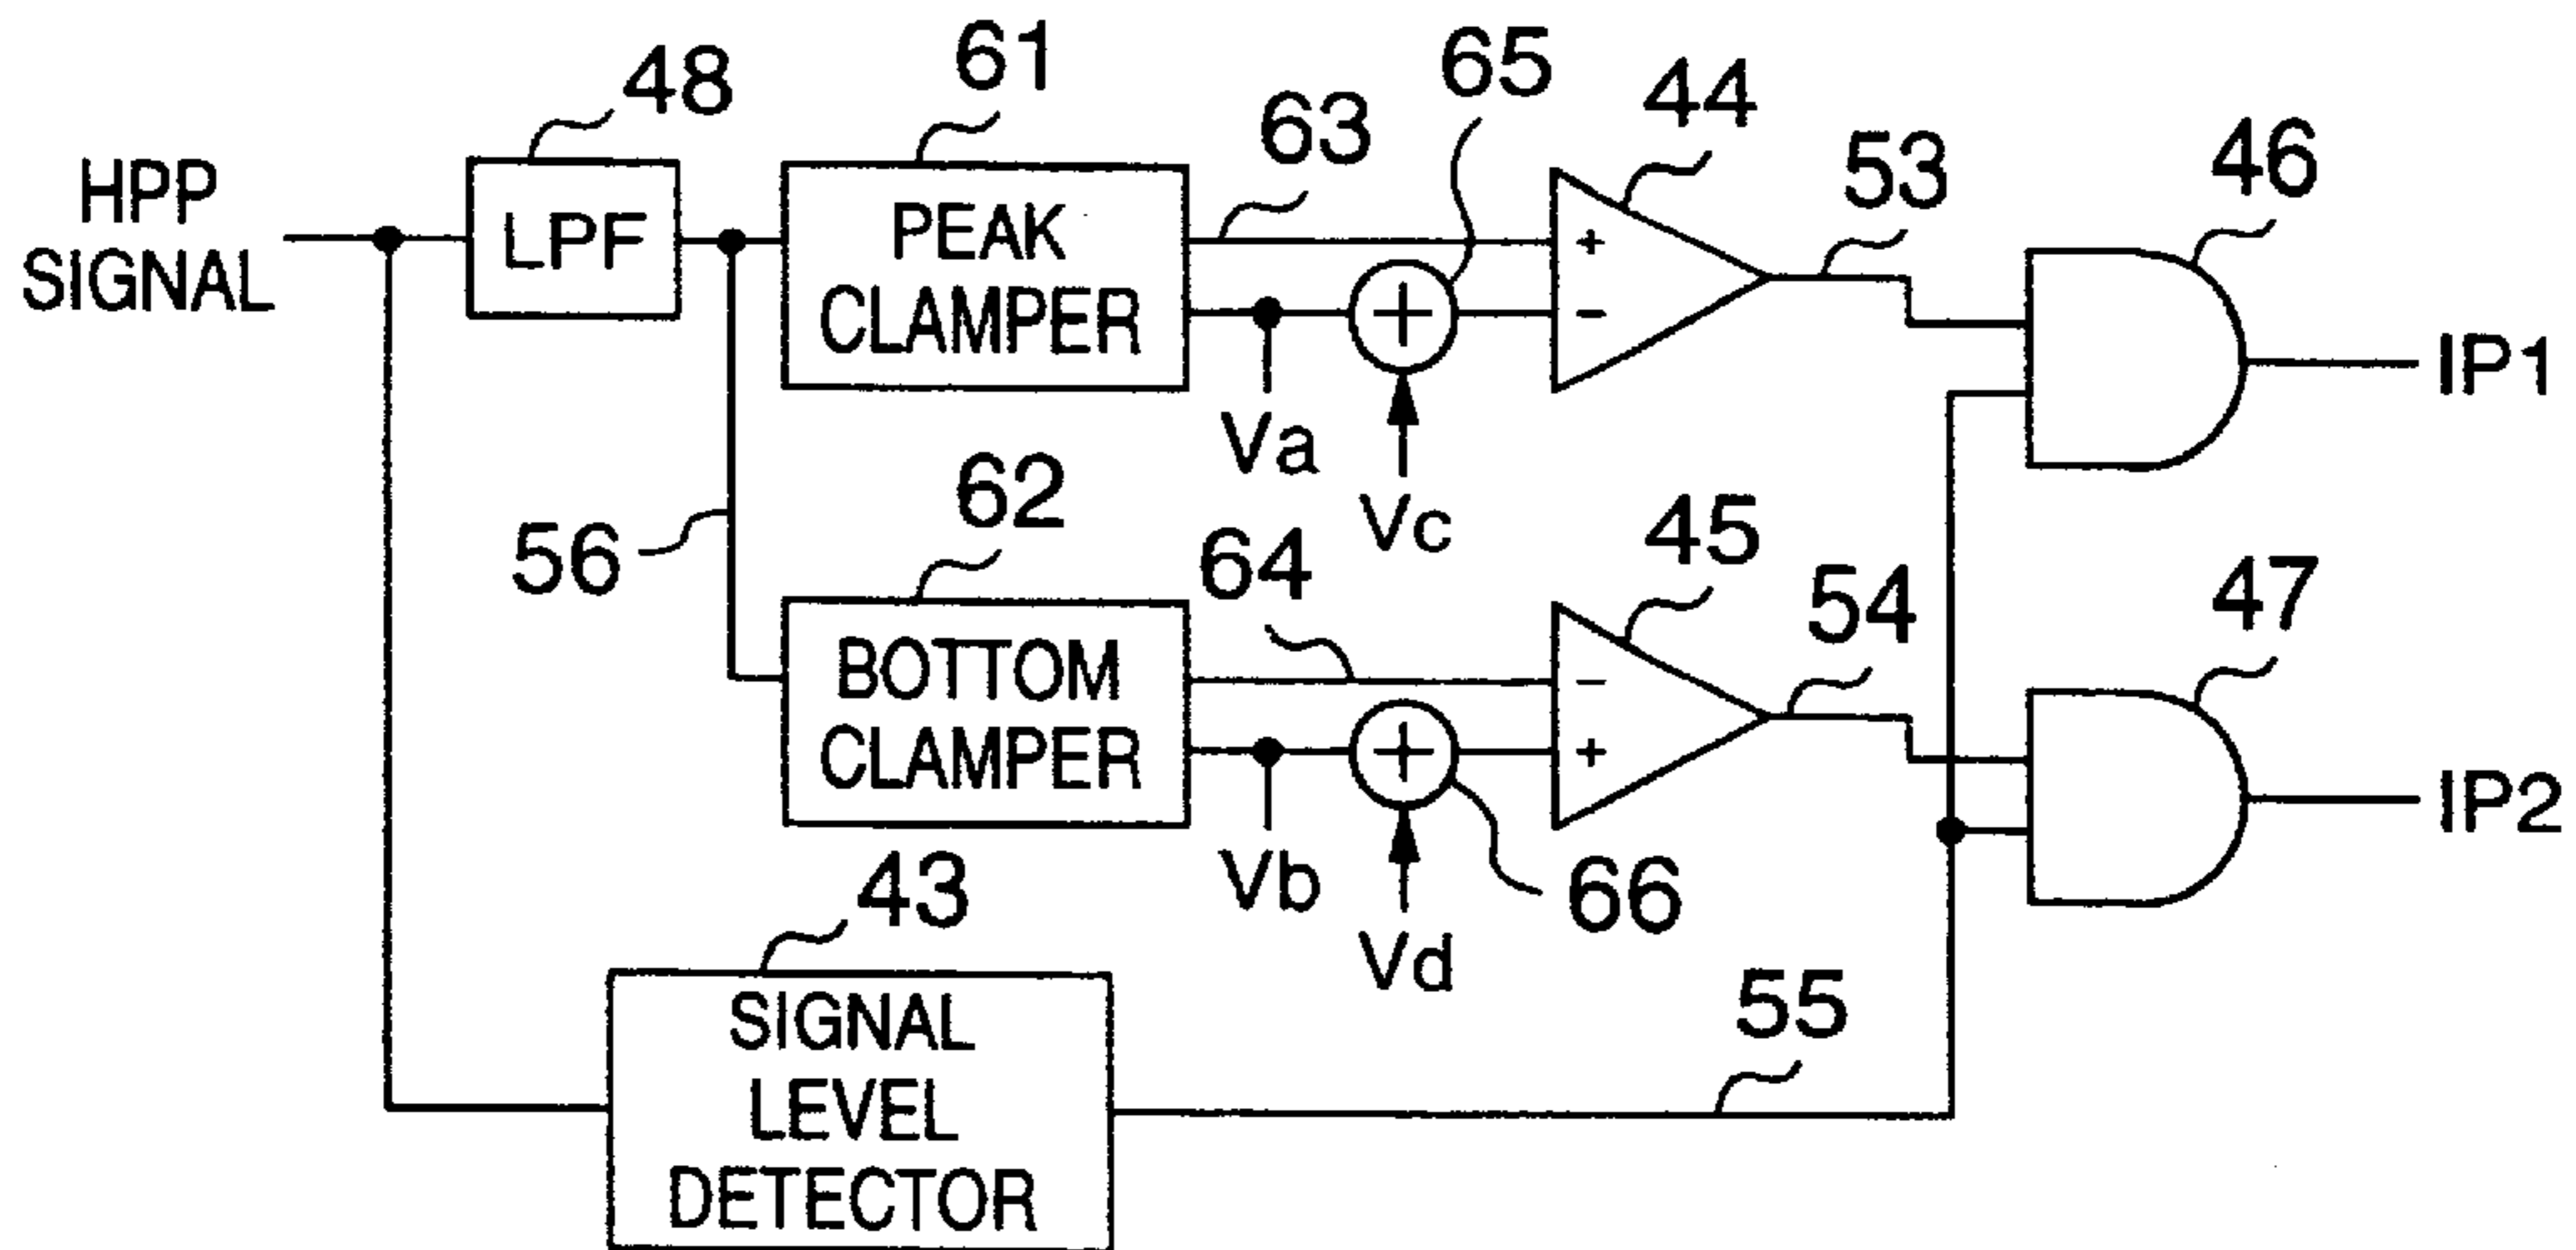 HPP
SIGNAL
48
LPF
61
PEAK
CLAMPER
63
65
44
+
−
53
46
IP1
Va
Vc
56
62
BOTTOM
CLAMPER
64
45
−
+
54
47
IP2
Vb
Vd
66
43
SIGNAL
LEVEL
DETECTOR
55